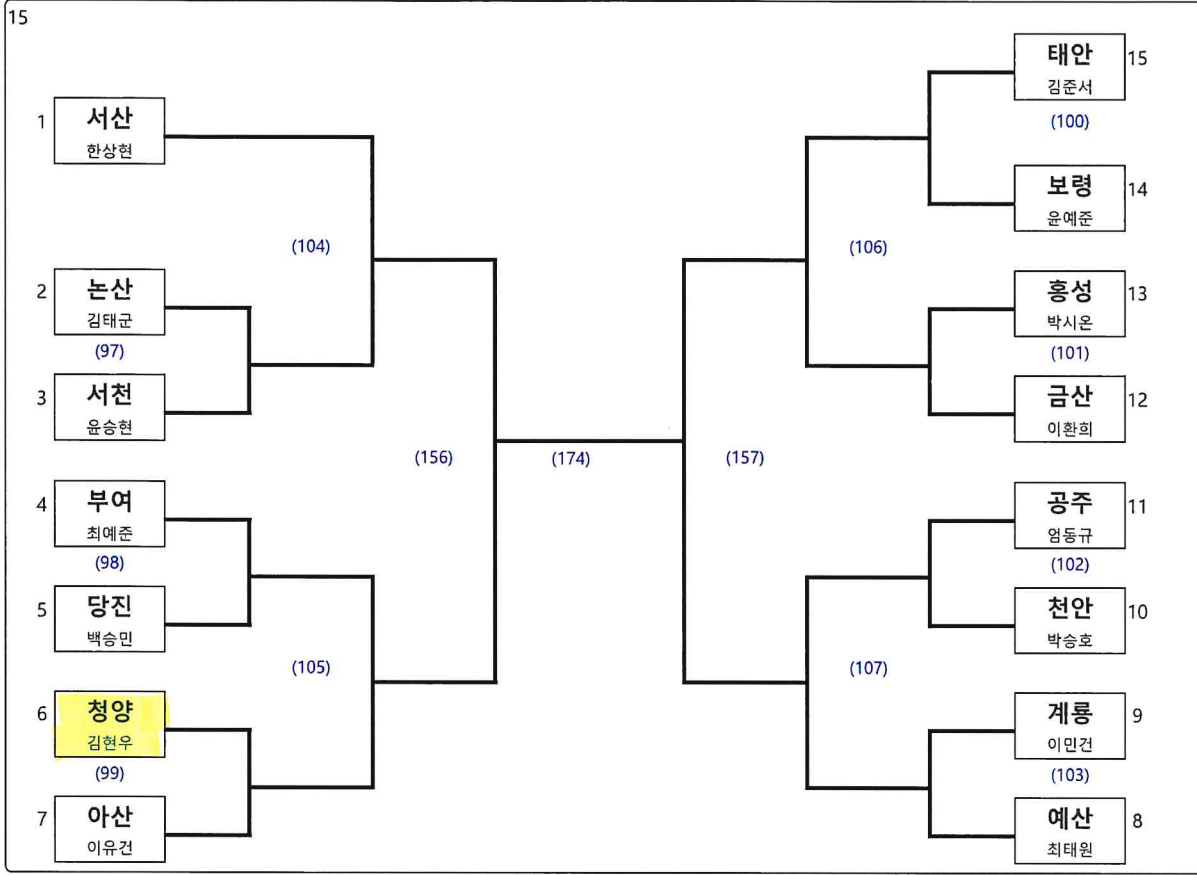 15
1
서산
한상현
(104)
2
논산
김태군
(97)
3
서천
윤승현
(156)
4
부여
최예준
(98)
5
당진
백승민
(105)
6
청양
김현우
(99)
7
아산
이유건
(174)
태안
김준서
15
(100)
보령
윤예준
14
(106)
홍성
박시온
13
(101)
금산
이환희
12
(157)
공주
엄동규
11
(102)
천안
박승호
10
(107)
계룡
이민건
9
(103)
예산
최태원
8